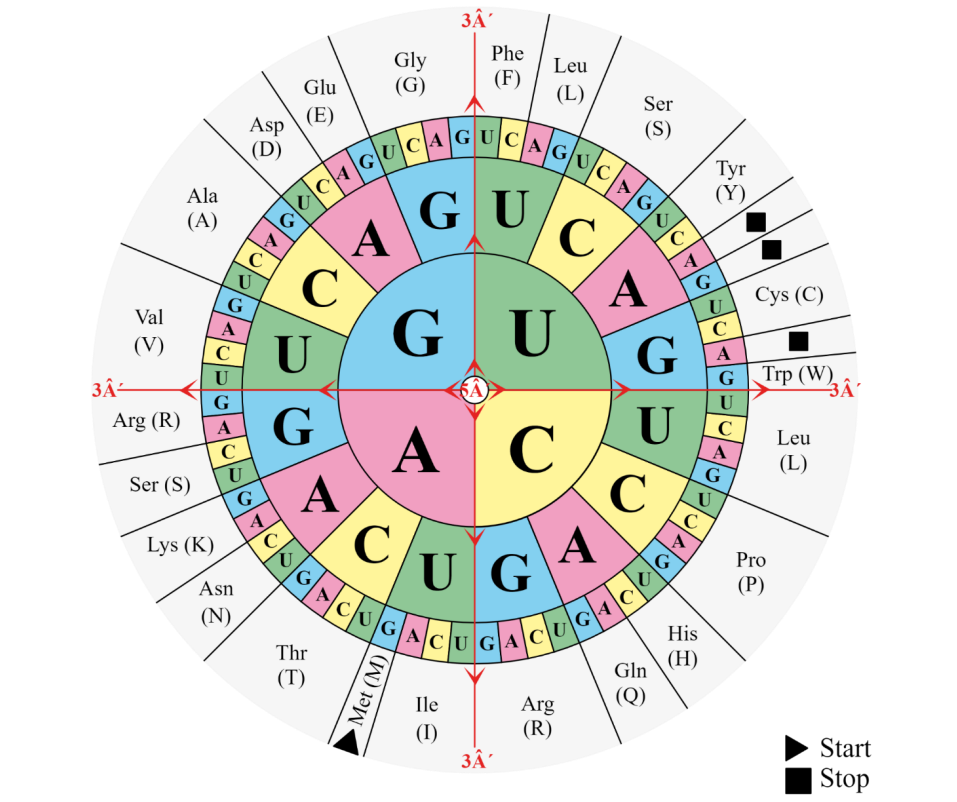 3Â´
Phe
(F)
Leu
(L)
Ser
(S)
Tyr
(Y)
Cys (C)
Trp (W)
3Â´
Leu
(L)
Pro
(P)
His
(H)
Gln
(Q)
Arg
(R)
3Â´
Ile
(I)
Met (M)
Thr
(T)
Asn
(N)
Lys (K)
Ser (S)
Arg (R)
3Â´
Val
(V)
Ala
(A)
Asp
(D)
Glu
(E)
Gly
(G)
U C A G U C A G U C A G U C A G
U C A G U C A G U C A G U C A G
U C A G U C A G U C A G U C A G
U C A G U C A G U C A G U C A G
U C A G
U C A G
U C A G
U C A G
U C A G
5Â
Start
Stop